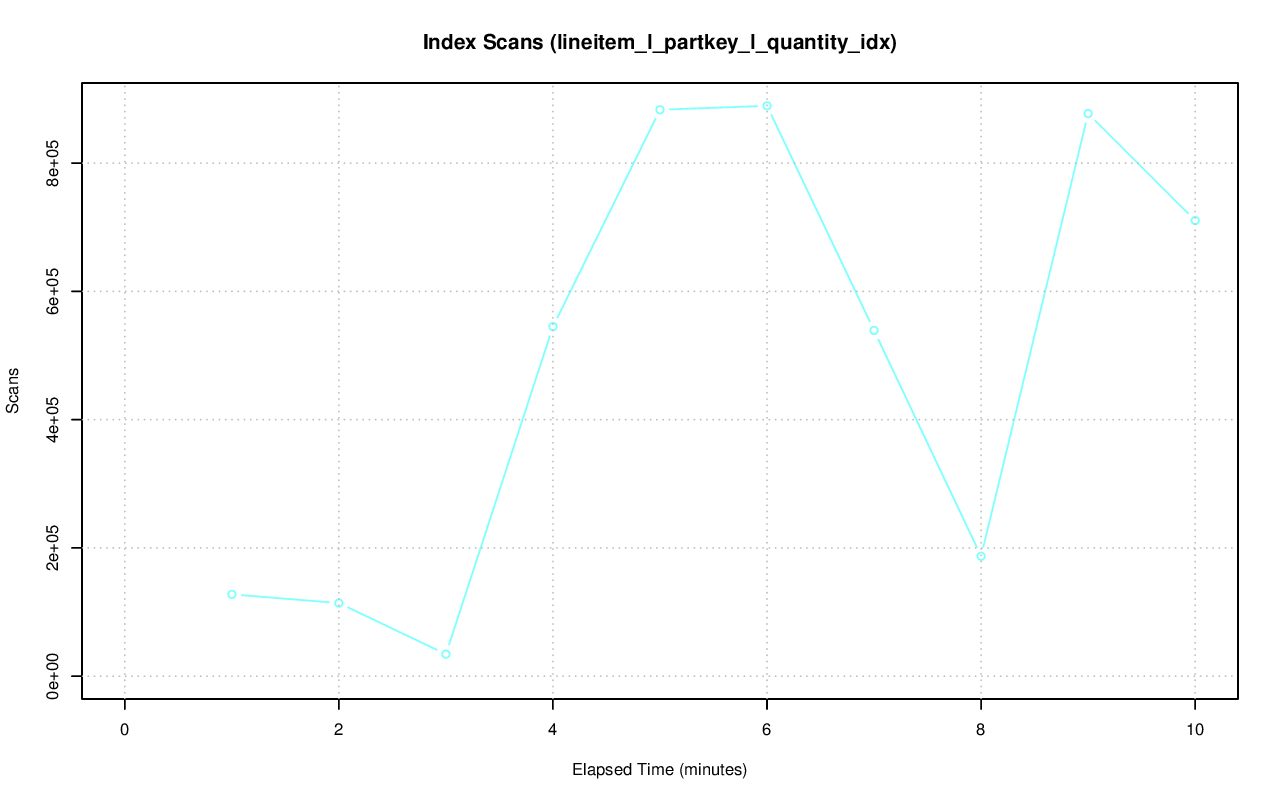 Index Scans (lineitem_l_partkey_l_quantity_idx)
8e+05
6e+05
4e+05
2e+05
0e+00
Scans
0 2 4 6 8 10
Elapsed Time (minutes)